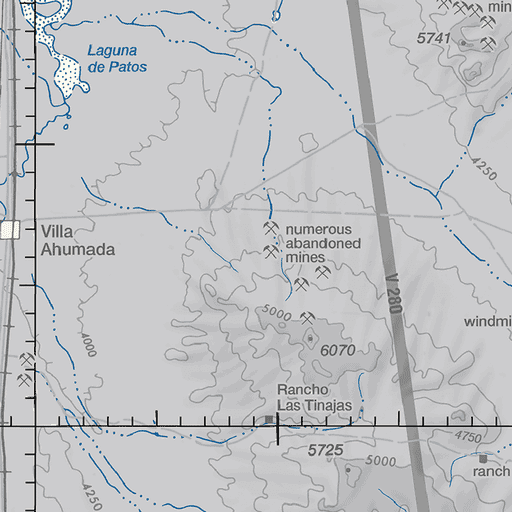 min
5741
Laguna
de Patos
4250
Villa
Ahumada
numerous
abandoned
mines
V 280
5000
windmi
4000
6070
Rancho
Las Tinajas
4750
5725
5000
ranch
4250